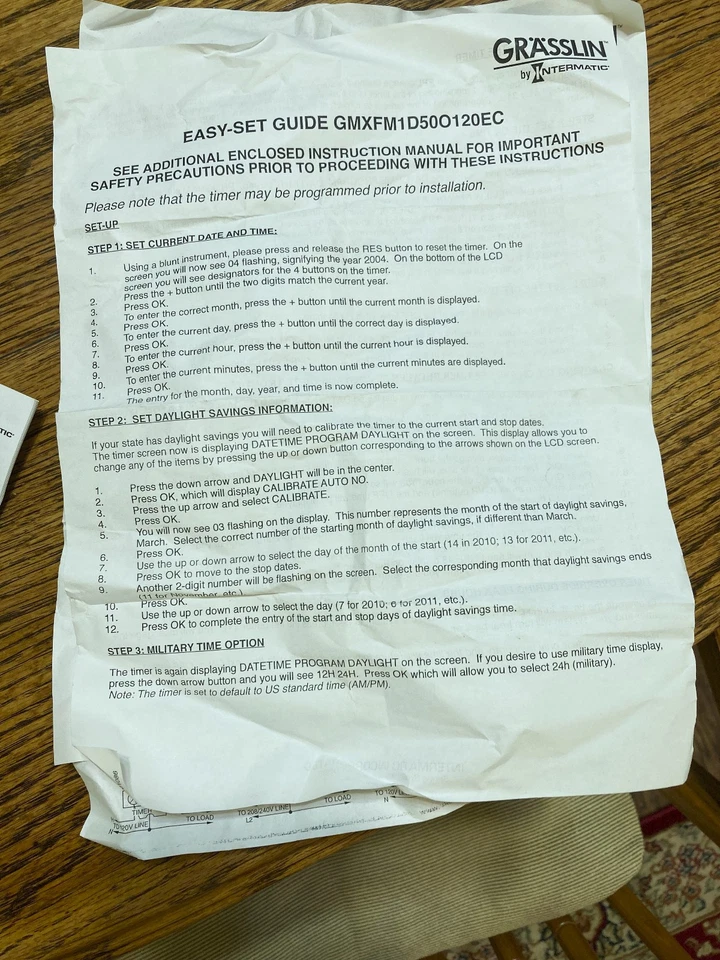 GRÄSSLIN™
by INTERMATIC®
EASY-SET GUIDE GMXFM1D50O120EC
SEE ADDITIONAL ENCLOSED INSTRUCTION MANUAL FOR IMPORTANT
SAFETY PRECAUTIONS PRIOR TO PROCEEDING WITH THESE INSTRUCTIONS
Please note that the timer may be programmed prior to installation.
SET-UP
STEP 1: SET CURRENT DATE AND TIME:
1. Using a blunt instrument, please press and release the RES button to reset the timer. On the
screen you will now see 04 flashing, signifying the year 2004. On the bottom of the LCD
screen you will see designators for the 4 buttons on the timer.
Press the + button until the two digits match the current year.
2. Press OK.
3. To enter the correct month, press the + button until the current month is displayed.
4. Press OK.
5. To enter the current day, press the + button until the correct day is displayed.
6. Press OK.
7. To enter the current hour, press the + button until the current hour is displayed.
8. Press OK.
9. To enter the current minutes, press the + button until the current minutes are displayed.
10. Press OK.
11. The entry for the month, day, year, and time is now complete.
STEP 2: SET DAYLIGHT SAVINGS INFORMATION:
If your state has daylight savings you will need to calibrate the timer to the current start and stop dates.
The timer screen now is displaying DATETIME PROGRAM DAYLIGHT on the screen. This display allows you to
change any of the items by pressing the up or down button corresponding to the arrows shown on the LCD screen.
1. Press the down arrow and DAYLIGHT will be in the center.
2. Press OK, which will display CALIBRATE AUTO NO.
3. Press the up arrow and select CALIBRATE.
4. Press OK.
5. You will now see 03 flashing on the display. This number represents the month of the start of daylight savings,
March. Select the correct number of the starting month of daylight savings, if different than March.
6. Press OK.
7. Use the up or down arrow to select the day of the month of the start (14 in 2010; 13 for 2011, etc.).
8. Press OK to move to the stop dates.
9. Another 2-digit number will be flashing on the screen. Select the corresponding month that daylight savings ends
(11 for November, etc.)
10. Press OK.
11. Use the up or down arrow to select the day (7 for 2010; 6 for 2011, etc.).
12. Press OK to complete the entry of the start and stop days of daylight savings time.
STEP 3: MILITARY TIME OPTION
The timer is again displaying DATETIME PROGRAM DAYLIGHT on the screen. If you desire to use military time display,
press the down arrow button and you will see 12H 24H. Press OK which will allow you to select 24h (military).
Note: The timer is set to default to US standard time (AM/PM).
TIMER
TO 120V LINE
N
TO LOAD
TO 208/240V LINE
L2
TO LOAD
TO 120V L
N